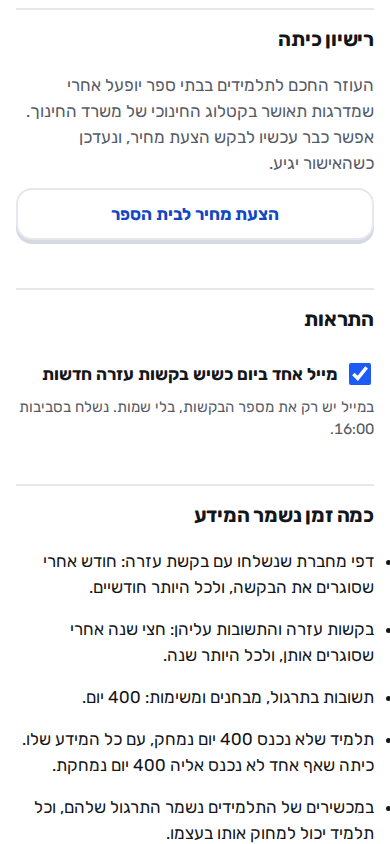 רישיון כיתה
העוזר החכם לתלמידים בבתי ספר יופעל אחרי
שמדרגות תאושר בקטלוג החינוכי של משרד החינוך.
אפשר כבר עכשיו לבקש הצעת מחיר, ונעדכן
כשהאישור יגיע.
הצעת מחיר לבית הספר
התראות
מייל אחד ביום כשיש בקשות עזרה חדשות
במייל יש רק את מספר הבקשות, בלי שמות. נשלח בסביבות
16:00.
כמה זמן נשמר המידע
• דפי מחברת שנשלחו עם בקשת עזרה: חודש אחרי
שסוגרים את הבקשה, ולכל היותר חודשיים.
• בקשות עזרה והתשובות עליהן: חצי שנה אחרי
שסוגרים אותן, ולכל היותר שנה.
• תשובות בתרגול, מבחנים ומשימות: 400 יום.
• תלמיד שלא נכנס 400 יום נמחק, עם כל המידע שלו.
כיתה שאף אחד לא נכנס אליה 400 יום נמחקת.
• במכשירים של התלמידים נשמר התרגול שלהם, וכל
תלמיד יכול למחוק אותו בעצמו.